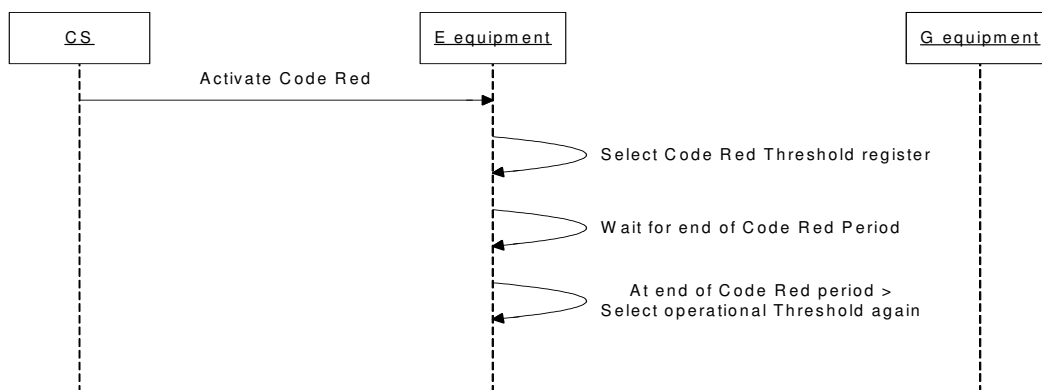 CS
E equipment
G equipment
Activate Code Red
Select Code Red Threshold register
Wait for end of Code Red Period
At end of Code Red period >
Select operational Threshold again